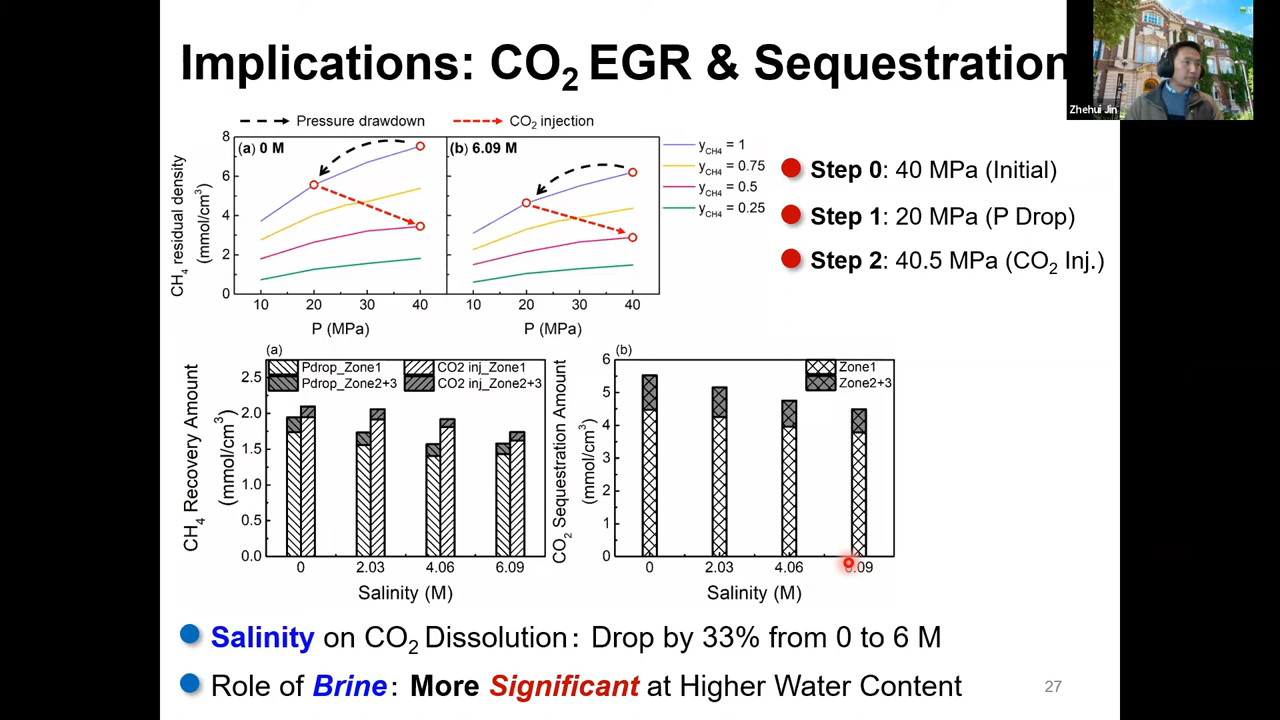 Implications: CO2 EGR & Sequestration
Zhehui Jin
Pressure drawdown
CO2 injection
CH4 residual density
(mmol/cm3)
8
6
4
2
0
(a) 0 M
10 20 30 40
P (MPa)
(b) 6.09 M
10 20 30 40
P (MPa)
yCH4 = 1
yCH4 = 0.75
yCH4 = 0.5
yCH4 = 0.25
Step 0: 40 MPa (Initial)
Step 1: 20 MPa (P Drop)
Step 2: 40.5 MPa (CO2 Inj.)
(a)
CH4 Recovery Amount
(mmol/cm3)
2.5
2.0
1.5
1.0
0.5
0.0
Pdrop_Zone1
CO2 inj_Zone1
Pdrop_Zone2+3
CO2 inj_Zone2+3
0 2.03 4.06 6.09
Salinity (M)
(b)
CO2 Sequestration Amount
(mmol/cm3)
6
5
4
3
2
1
0
Zone1
Zone2+3
0 2.03 4.06 6.09
Salinity (M)
Salinity on CO2 Dissolution: Drop by 33% from 0 to 6 M
Role of Brine: More Significant at Higher Water Content
27